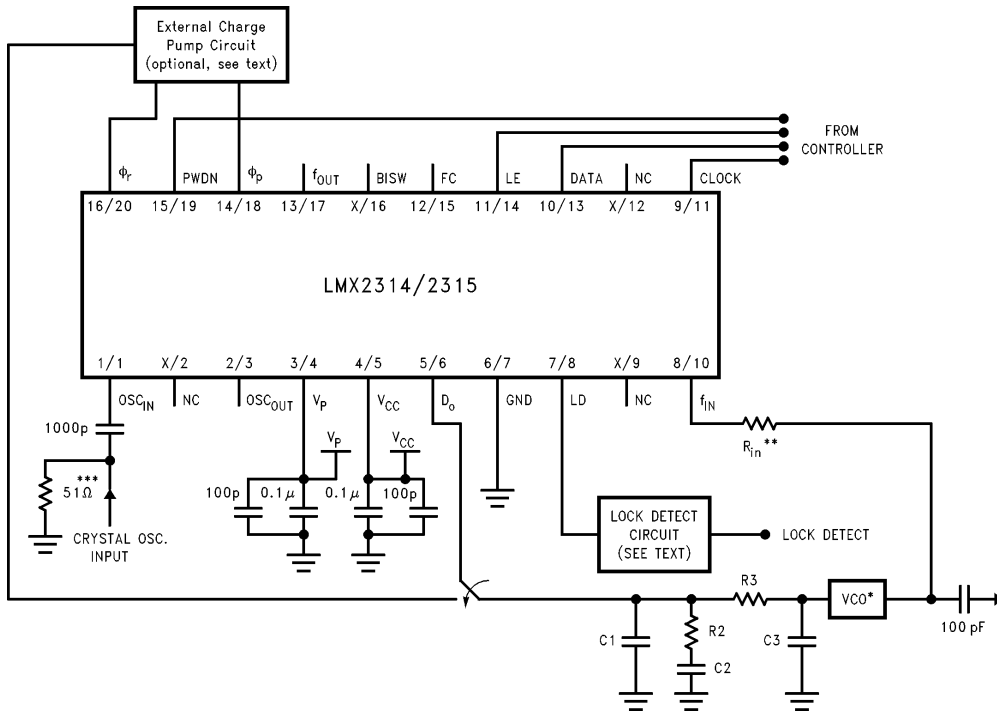 External Charge
Pump Circuit
(optional, see text)
FROM
CONTROLLER
ϕr
PWDN
ϕp
fOUT
BISW
FC
LE
DATA
NC
CLOCK
16/20
15/19
14/18
13/17
X/16
12/15
11/14
10/13
X/12
9/11
LMX2314/2315
1/1
X/2
2/3
3/4
4/5
5/6
6/7
7/8
X/9
8/10
OSCIN
NC
OSCOUT
VP
VCC
Do
GND
LD
NC
fIN
1000p
VP
VCC
Rin**
51Ω***
100p
0.1μ
0.1μ
100p
CRYSTAL OSC.
INPUT
LOCK DETECT
CIRCUIT
(SEE TEXT)
LOCK DETECT
R3
VCO*
100 pF
C1
R2
C2
C3